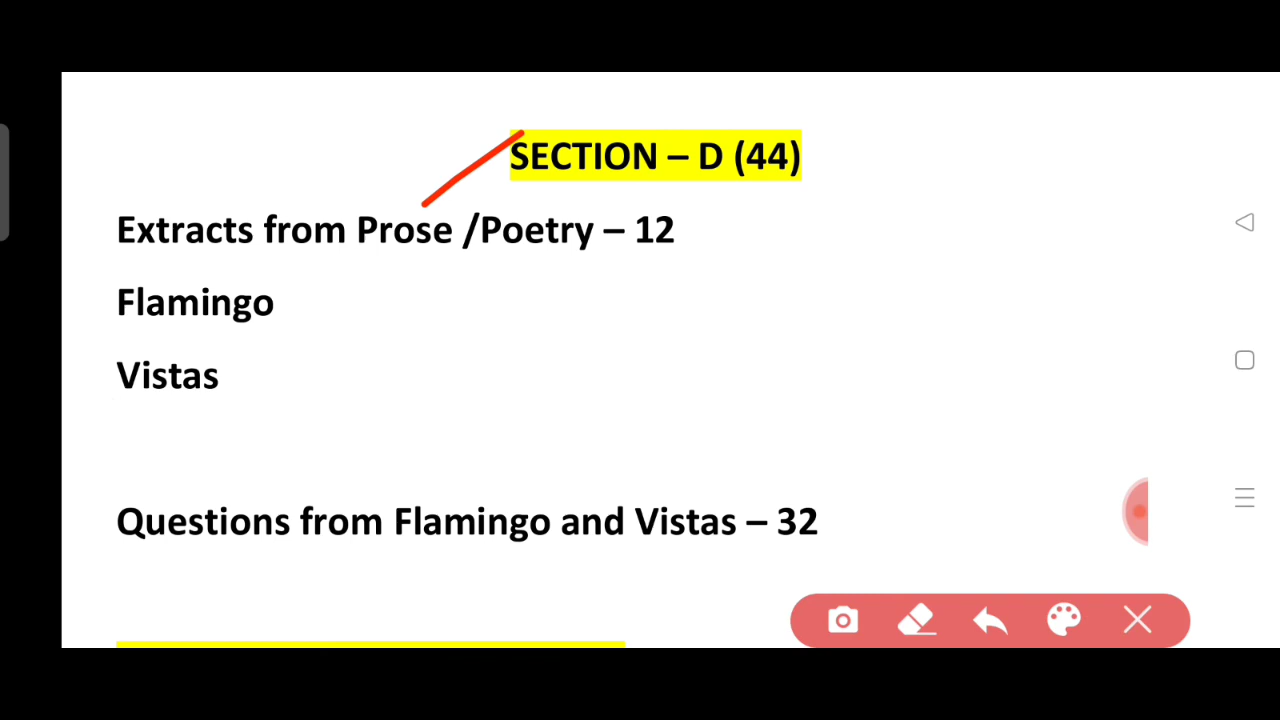 SECTION – D (44)
Extracts from Prose /Poetry – 12
Flamingo
Vistas
Questions from Flamingo and Vistas – 32